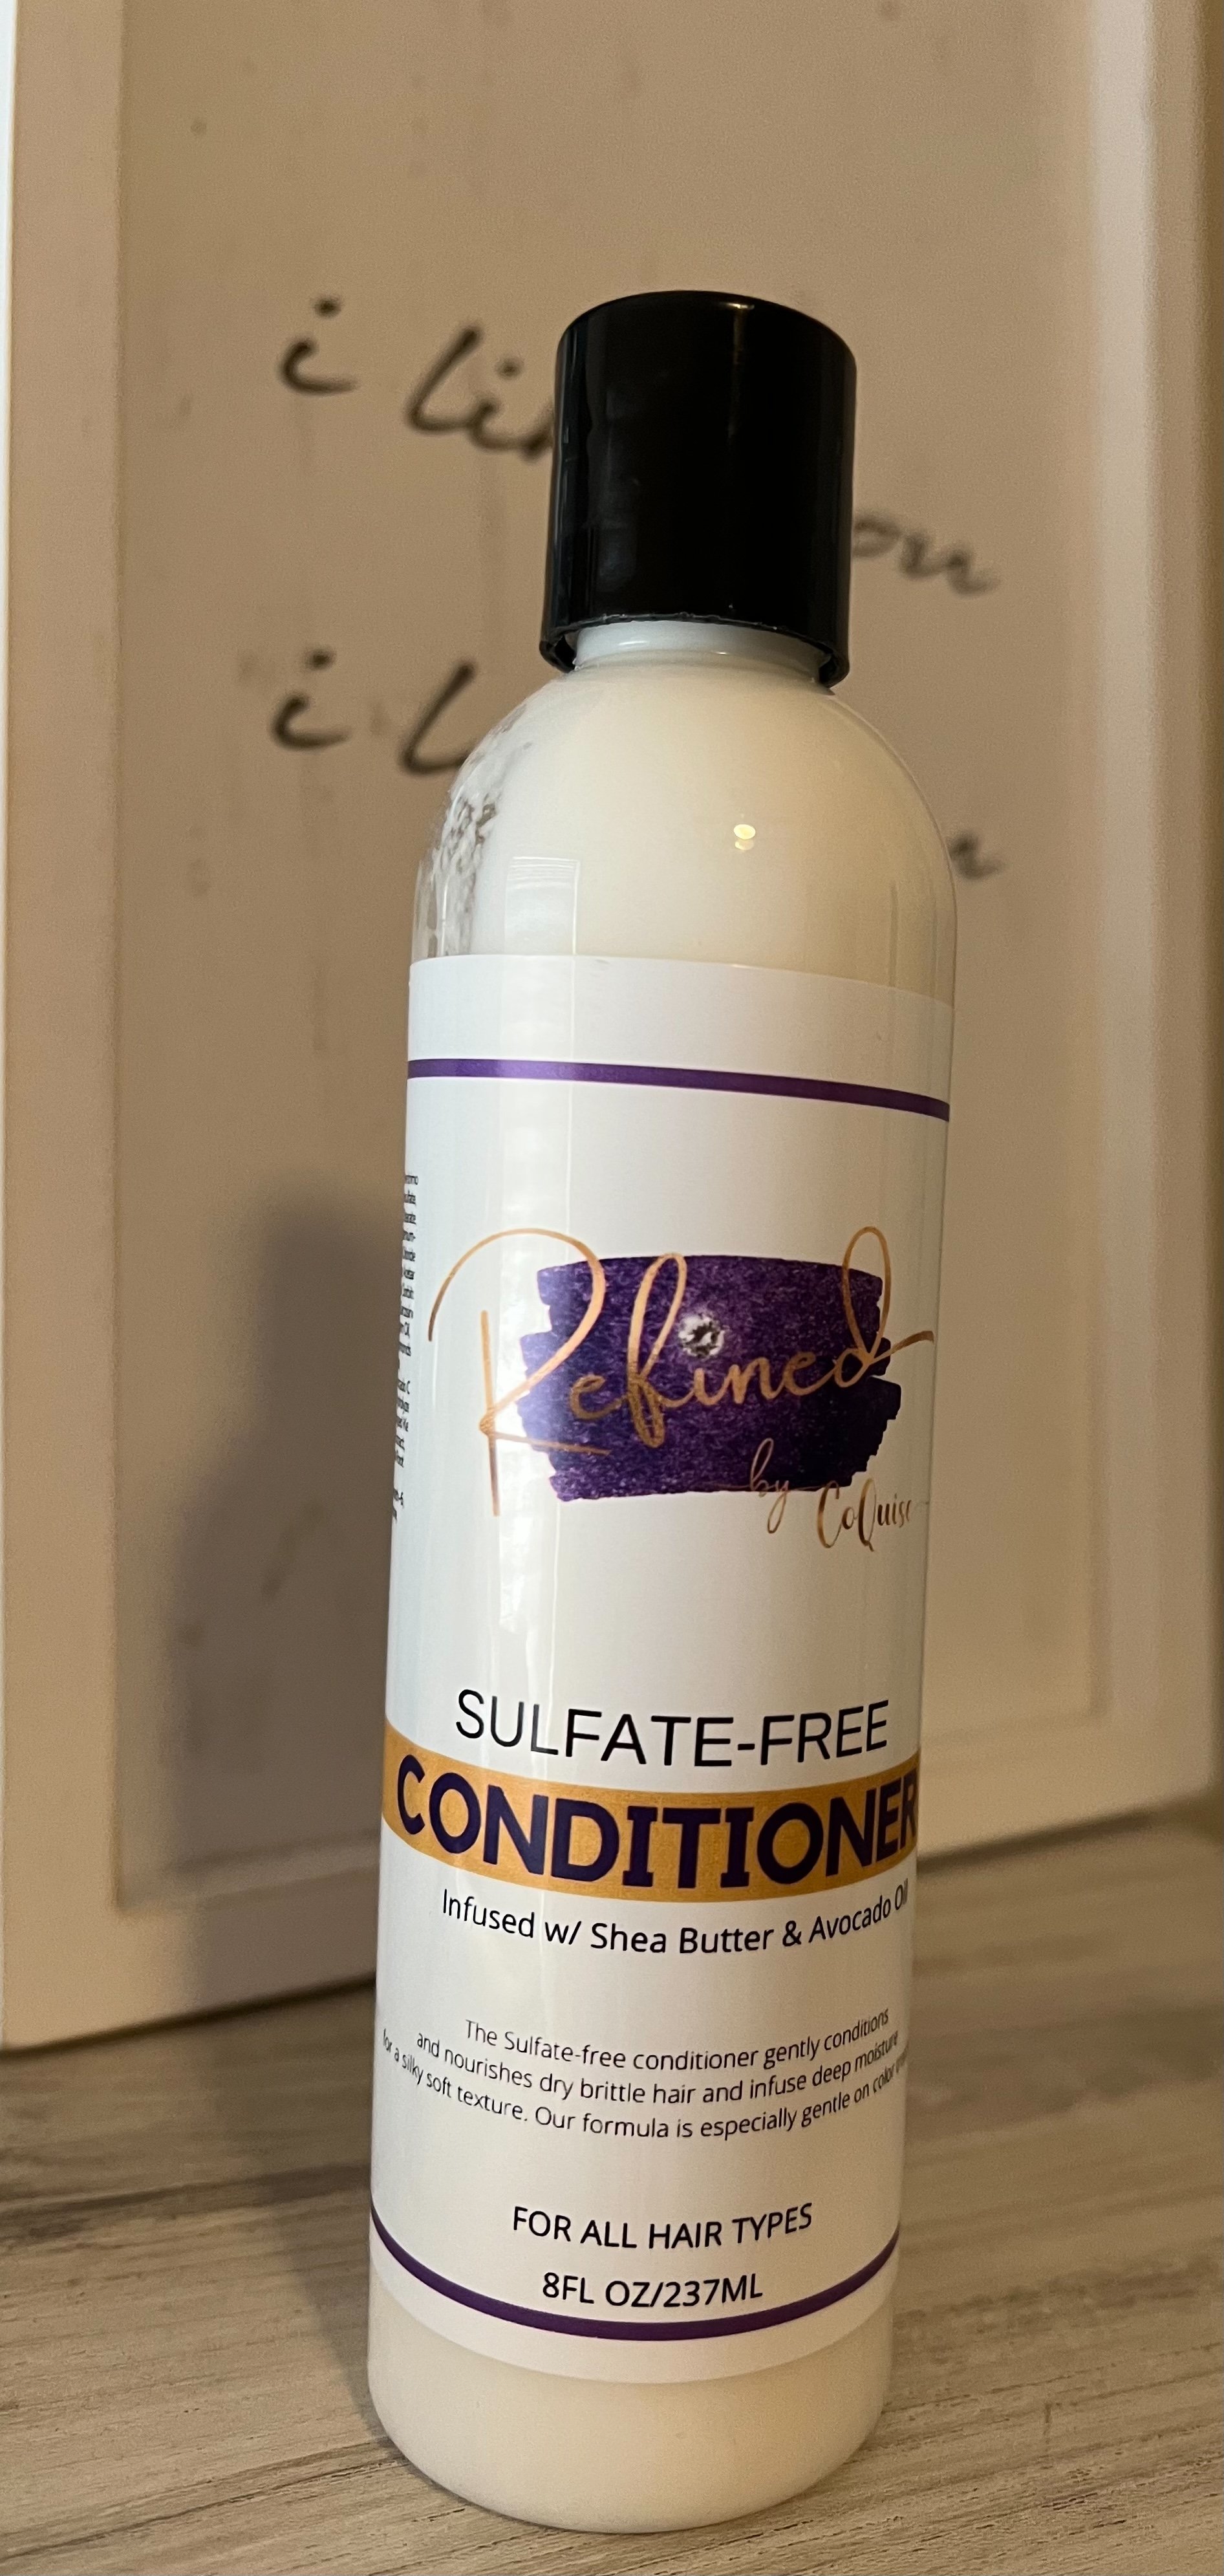 i
on
i
Refined
by CoQuise
SULFATE-FREE
CONDITIONER
Infused w/ Shea Butter & Avocado Oil
The Sulfate-free conditioner gently conditions
and nourishes dry brittle hair and infuse deep moisture
for a silky soft texture. Our formula is especially gentle on color
FOR ALL HAIR TYPES
8FL OZ/237ML